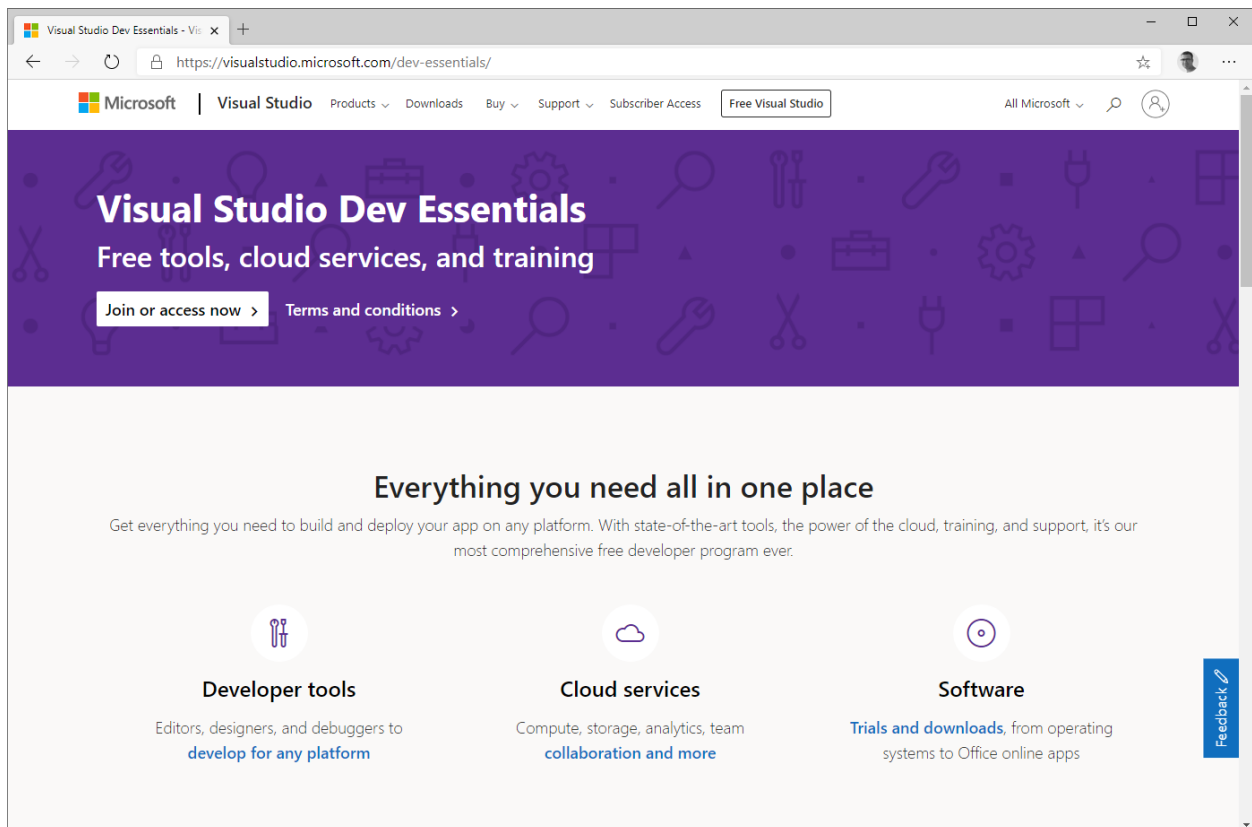 Visual Studio Dev Essentials - Vis
https://visualstudio.microsoft.com/dev-essentials/
Microsoft Visual Studio Products Downloads Buy Support Subscriber Access Free Visual Studio All Microsoft
Visual Studio Dev Essentials
Free tools, cloud services, and training
Join or access now Terms and conditions
Everything you need all in one place
Get everything you need to build and deploy your app on any platform. With state-of-the-art tools, the power of the cloud, training, and support, it's our
most comprehensive free developer program ever.
Developer tools
Editors, designers, and debuggers to
develop for any platform
Cloud services
Compute, storage, analytics, team
collaboration and more
Software
Trials and downloads, from operating
systems to Office online apps
Feedback